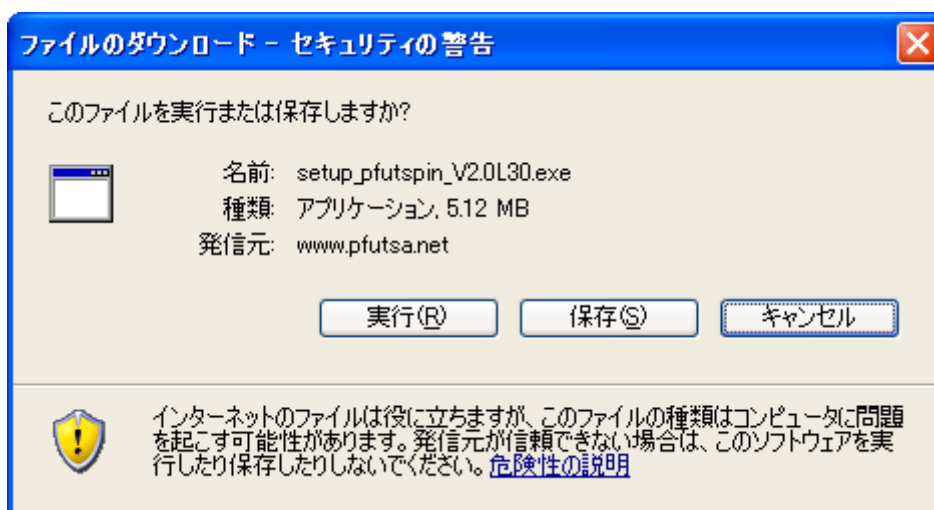 ファイルのダウンロード - セキュリティの警告
このファイルを実行または保存しますか?
名前: setup_pfutspin_V2.0L30.exe
種類: アプリケーション, 5.12 MB
発信元: www.pfutsa.net
実行(R) 保存(S) キャンセル
インターネットのファイルは役に立ちますが、このファイルの種類はコンピュータに問題
を起こす可能性があります。発信元が信頼できない場合は、このソフトウェアを実
行したり保存したりしないでください。危険性の説明